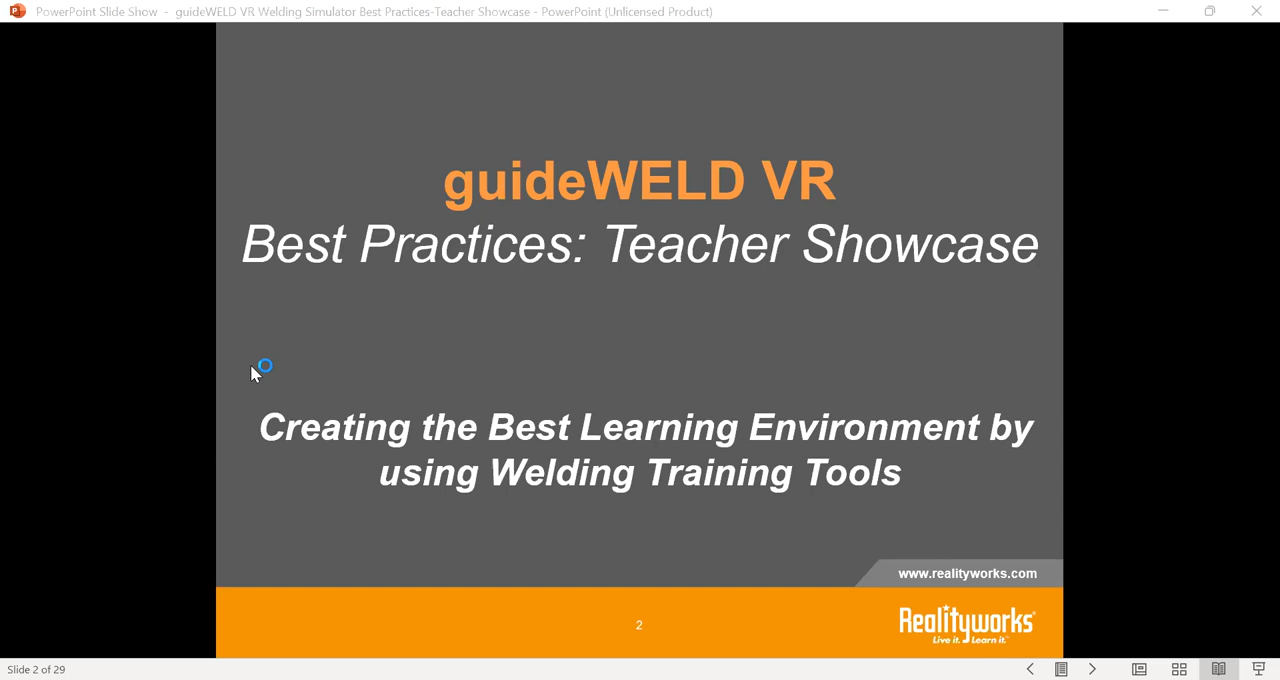 PowerPoint Slide Show - guideWELD VR Welding Simulator Best Practices-Teacher Showcase - PowerPoint (Unlicensed Product)
guideWELD VR
Best Practices: Teacher Showcase
Creating the Best Learning Environment by
using Welding Training Tools
www.realityworks.com
2
Realityworks®
Live it. Learn it.™
Slide 2 of 29